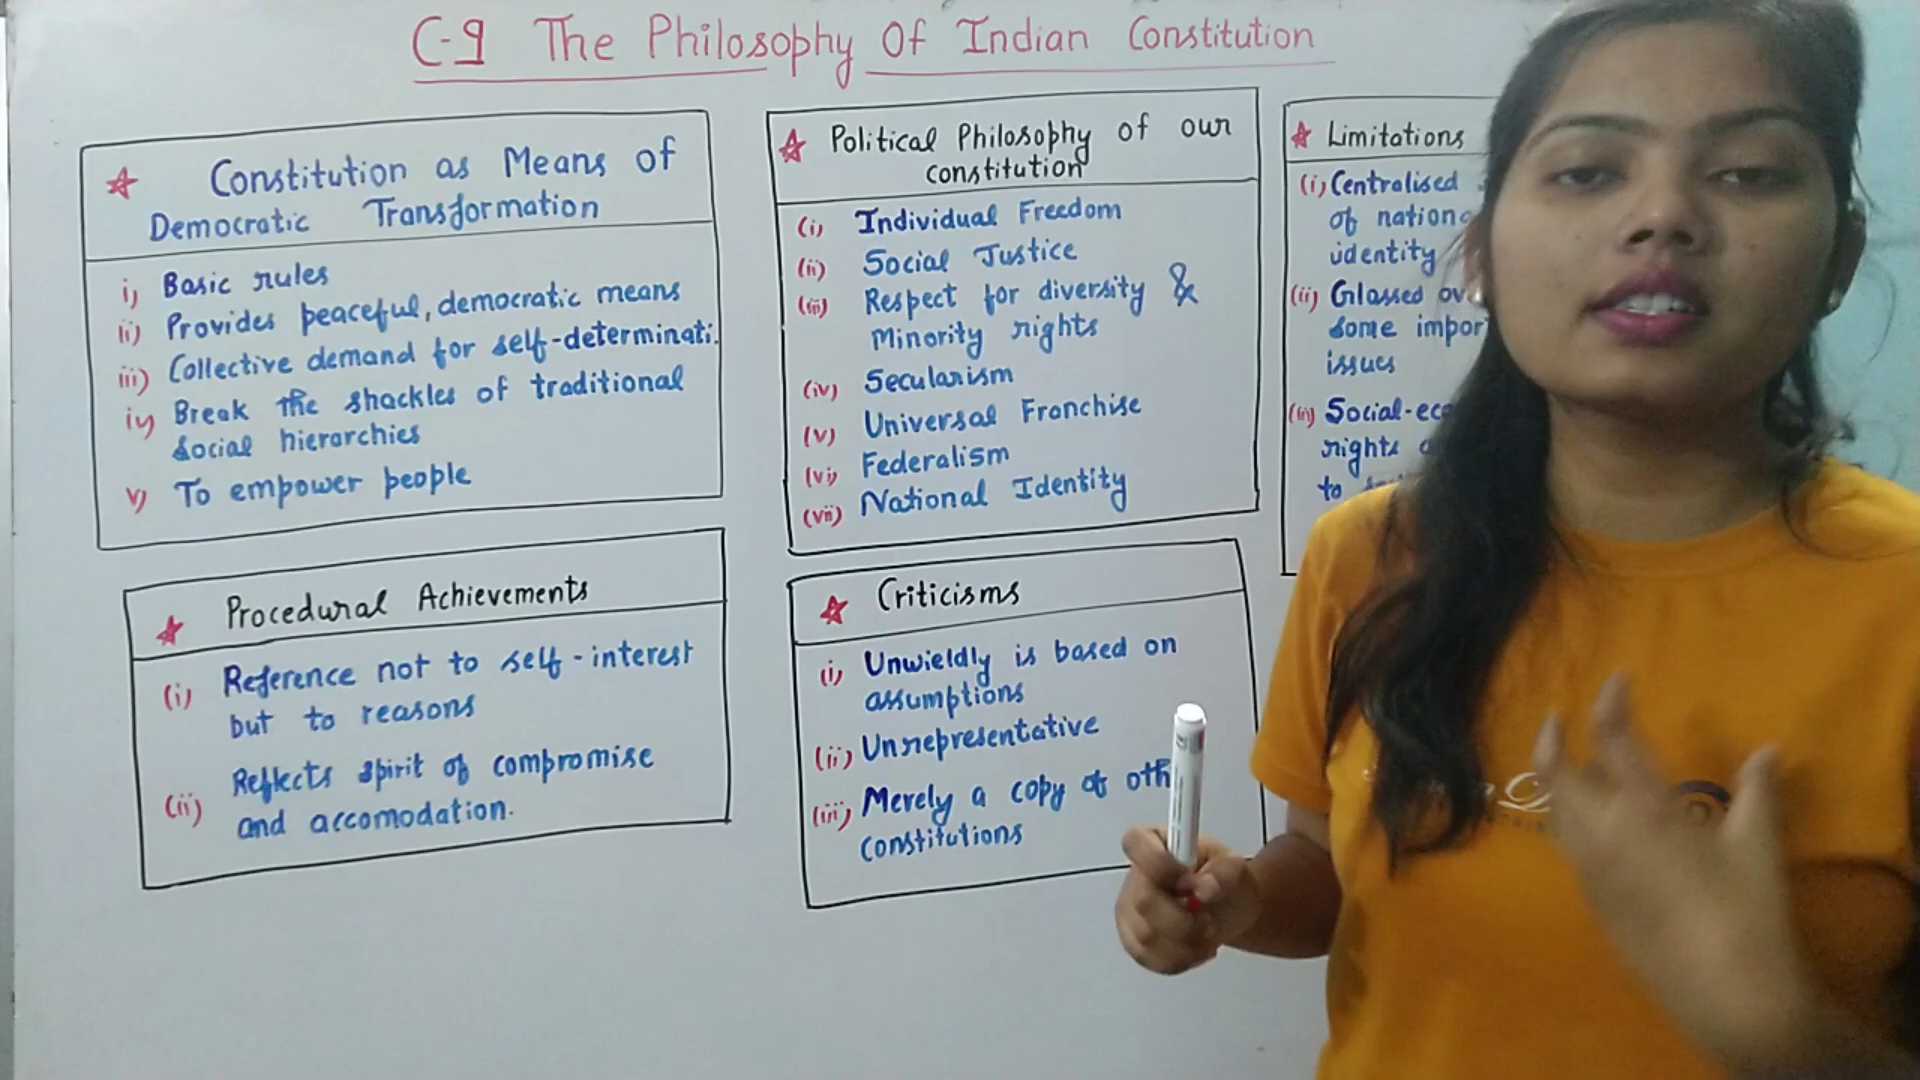 C-9 The Philosophy Of Indian Constitution
Constitution as Means of
Democratic Transformation
i) Basic rules
ii) Provides peaceful, democratic means
iii) Collective demand for self-determinati
iv) Break the shackles of traditional
social hierarchies
v) To empower people
Procedural Achievements
(i) Reference not to self-interest
but to reasons
(ii) Reflects spirit of compromise
and accomodation.
Political Philosophy of our
constitution
(i) Individual Freedom
(ii) Social Justice
(iii) Respect for diversity &
Minority rights
(iv) Secularism
(v) Universal Franchise
(vi) Federalism
(vii) National Identity
Criticisms
(i) Unwieldly is based on
assumptions
(ii) Unrepresentative
(iii) Merely a copy of oth
constitutions
Limitations
(i) Centralised
of nationa
identity
(ii) Glassed ov
some impor
issues
(iii) Social-eco
rights
to